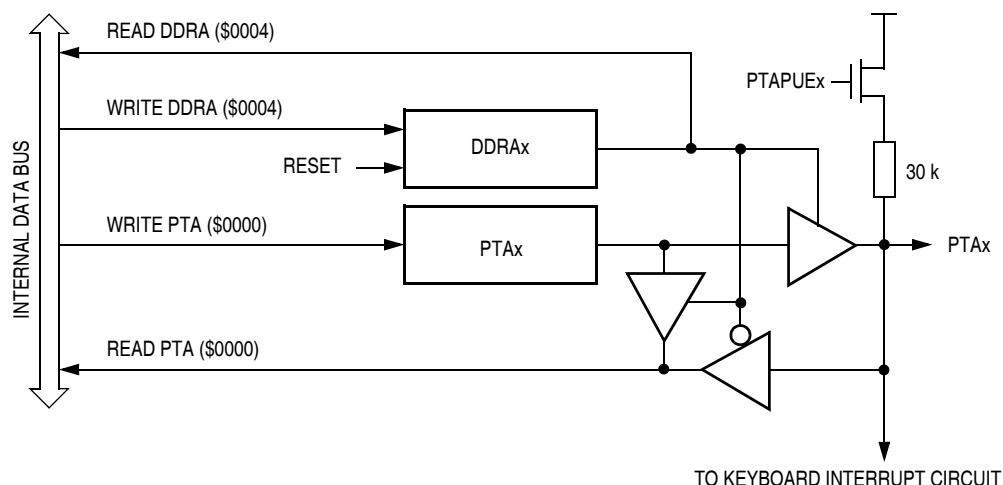 READ DDRA ($0004)
PTAPUEx
WRITE DDRA ($0004)
DDRAx
RESET
30 k
INTERNAL DATA BUS
WRITE PTA ($0000)
PTAx
PTAx
READ PTA ($0000)
TO KEYBOARD INTERRUPT CIRCUIT